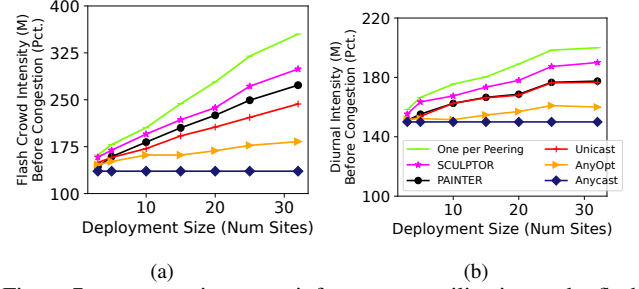 Flash Crowd Intensity (M)
Before Congestion (Pct.)
400
325
250
175
100
10
20
30
Deployment Size (Num Sites)
(a)
Diurnal Intensity (M)
Before Congestion (Pct.)
220
180
140
100
One per Peering
SCULPTOR
PAINTER
Unicast
AnyOpt
Anycast
10
20
30
Deployment Size (Num Sites)
(b)